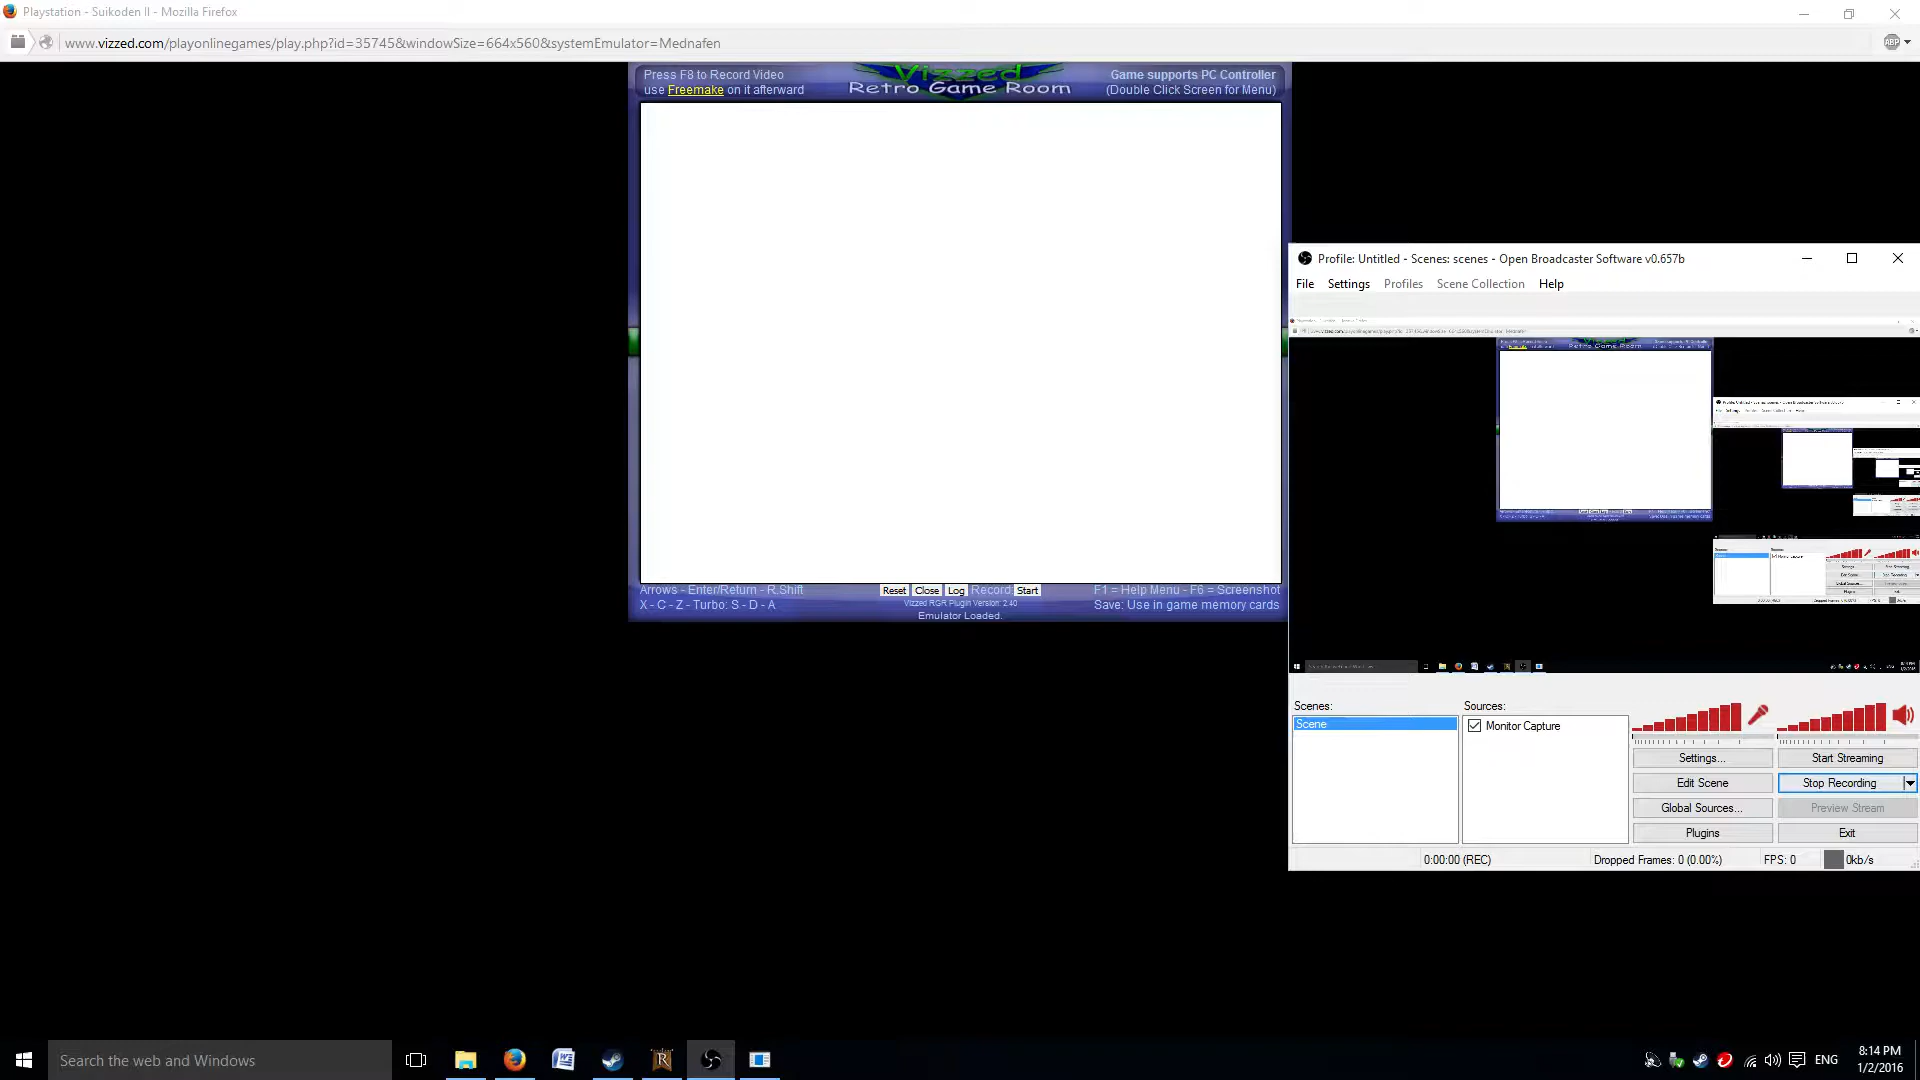 Playstation - Suikoden II - Mozilla Firefox
www.vizzed.com/playonlinegames/play.php?id=35745&windowSize=664x560&systemEmulator=Mednafen
ABP
Press F8 to Record Video
use Freemake on it afterward
Vizzed
Retro Game Room
Game supports PC Controller
(Double Click Screen for Menu)
Arrows - Enter/Return - R.Shift
X - C - Z - Turbo: S - D - A
Reset Close Log Record: Start
Vizzed RGR Plugin Version: 2.40
Emulator Loaded.
F1 = Help Menu - F6 = Screenshot
Save: Use in game memory cards
Profile: Untitled - Scenes: scenes - Open Broadcaster Software v0.657b
File Settings Profiles Scene Collection Help
Scenes:
Scene
Sources:
Monitor Capture
Settings... Start Streaming
Edit Scene Stop Recording
Global Sources... Preview Stream
Plugins Exit
0:00:00 (REC) Dropped Frames: 0 (0.00%) FPS: 0 0kb/s
Search the web and Windows
ENG
8:14 PM
1/2/2016